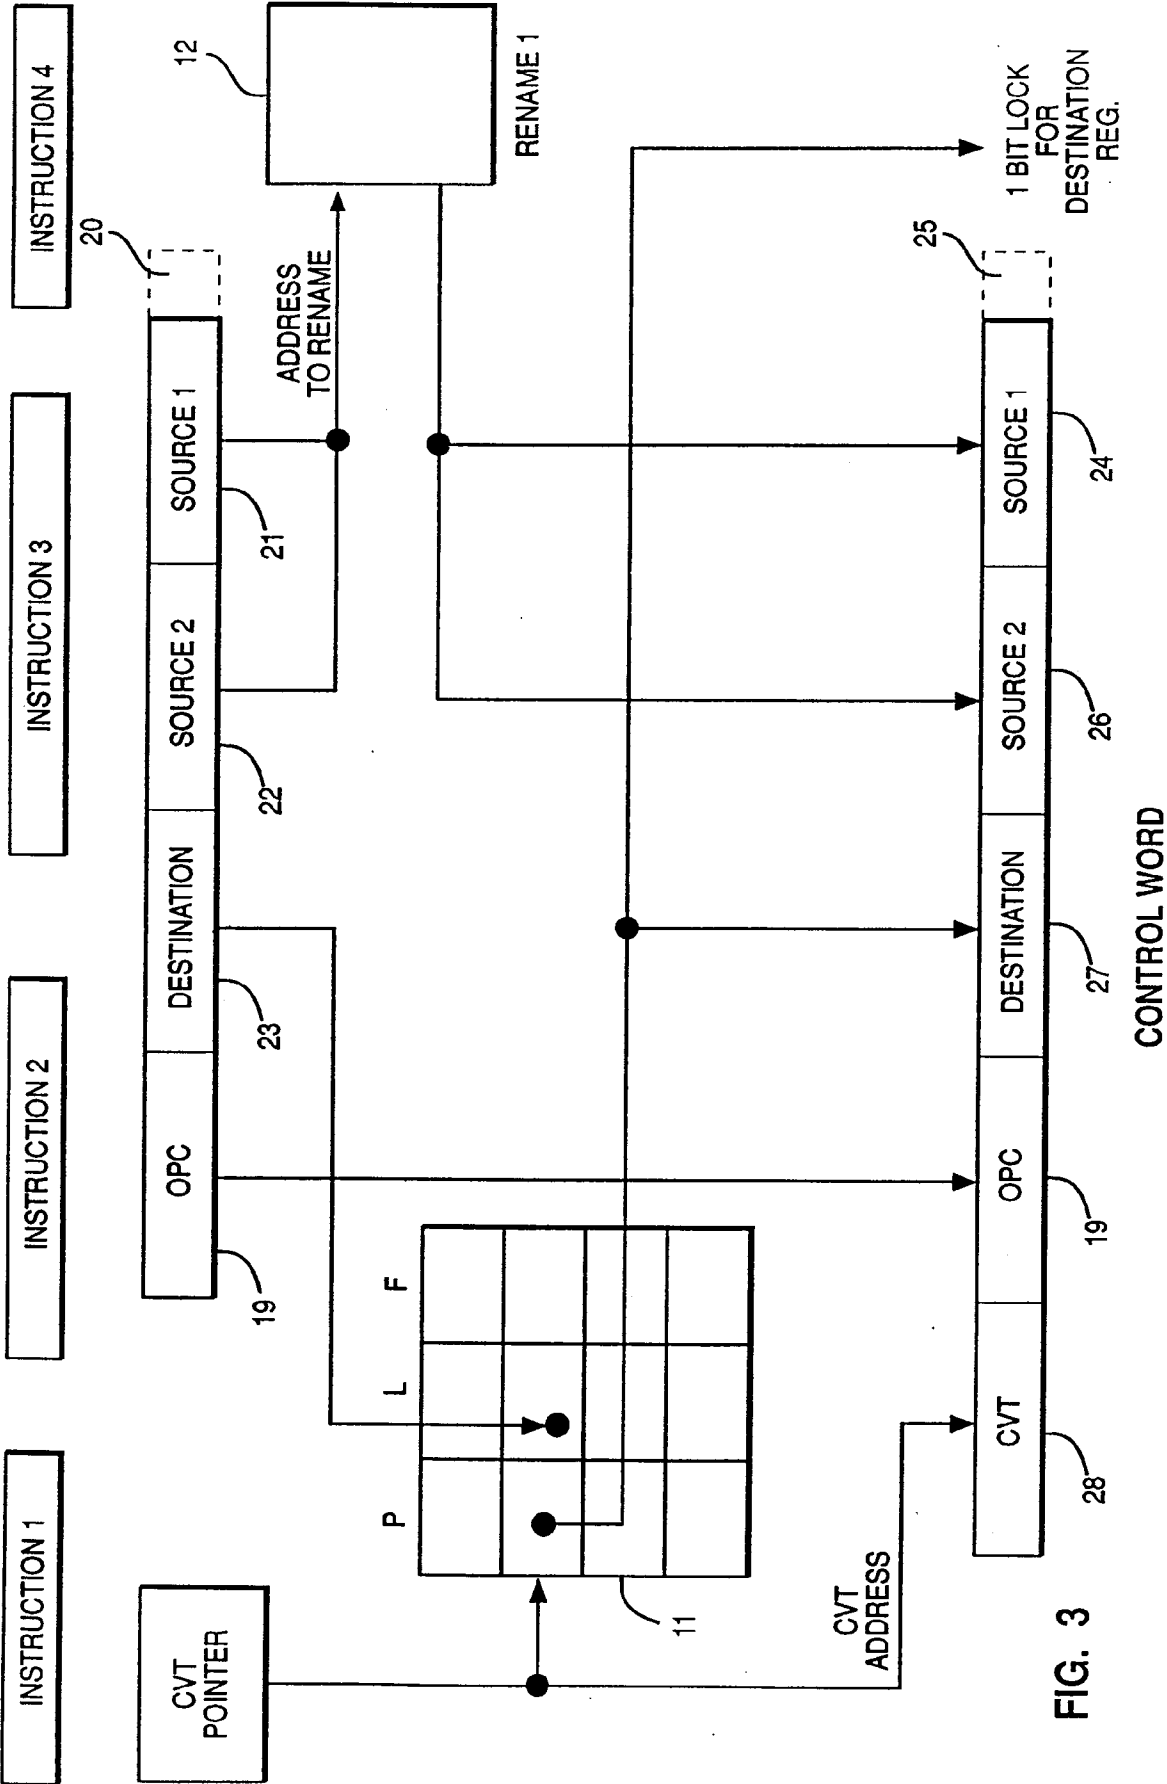 INSTRUCTION 1
INSTRUCTION 2
INSTRUCTION 3
INSTRUCTION 4
CVT
POINTER
OPC
DESTINATION
SOURCE 2
SOURCE 1
19
23
22
21
20
12
ADDRESS
TO RENAME
RENAME 1
P
L
F
11
CVT
ADDRESS
1 BIT LOCK
FOR
DESTINATION
REG.
CVT
OPC
DESTINATION
SOURCE 2
SOURCE 1
28
19
27
26
24
25
FIG. 3
CONTROL WORD